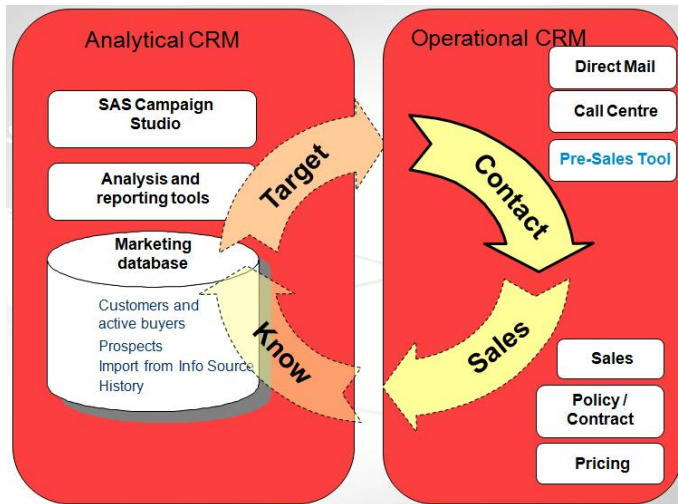 Analytical CRM
SAS Campaign
Studio
Analysis and
reporting tools
Marketing
database
Customers and
active buyers
Prospects
Import from Info Source
History
Target
Know
Operational CRM
Direct Mail
Call Centre
Pre-Sales Tool
Contact
Sales
Sales
Policy /
Contract
Pricing